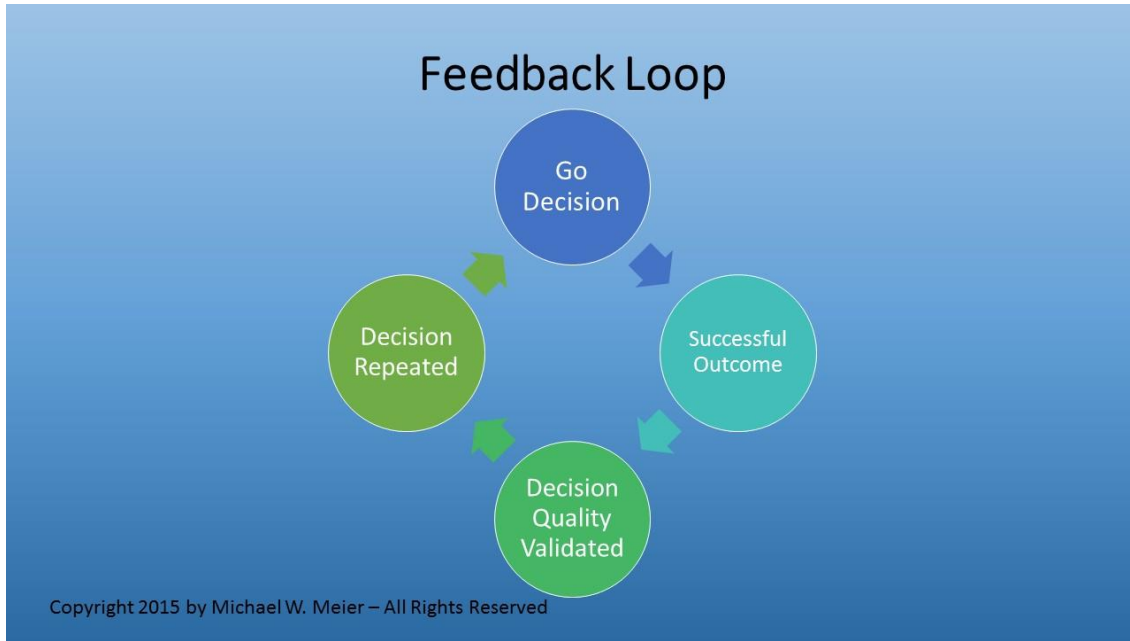 Feedback Loop
Go
Decision
Successful
Outcome
Decision
Quality
Validated
Decision
Repeated
Copyright 2015 by Michael W. Meier – All Rights Reserved